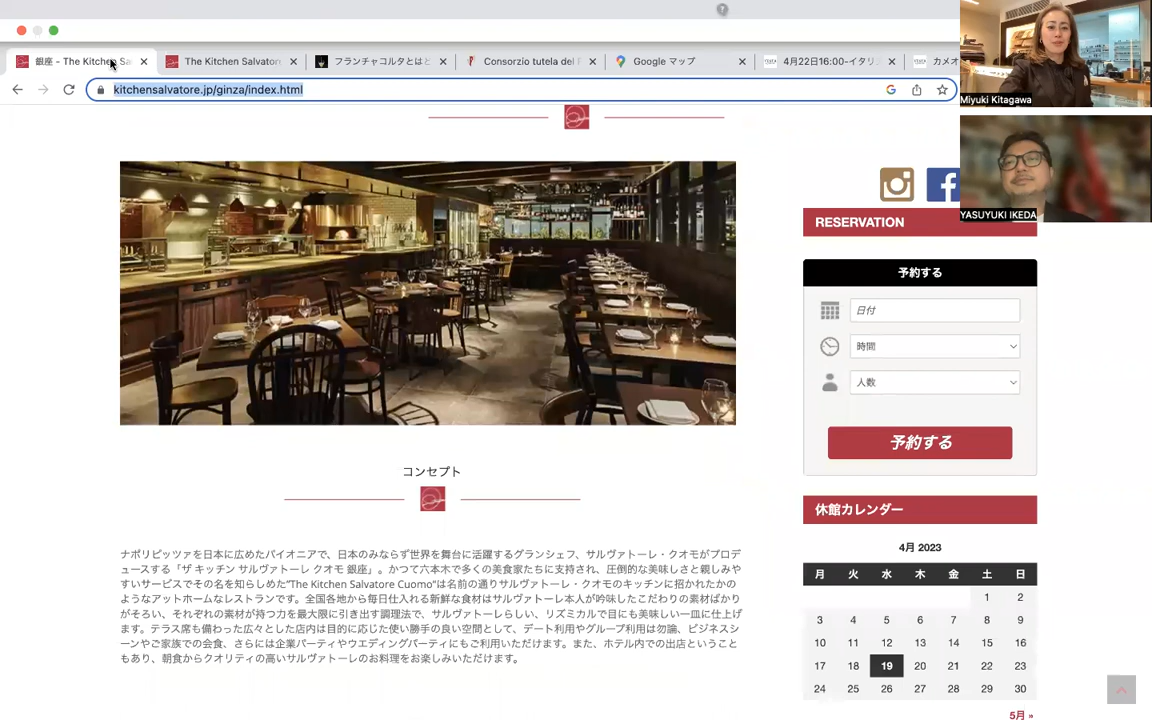 銀座 - The Kitchen Sa
The Kitchen Salvator
フランチャコルタとはと
Consorzio tutela del F
Google マップ
4月22日16:00-イタリ
カメオ
kitchensalvatore.jp/ginza/index.html
Miyuki Kitagawa
YASUYUKI IKEDA
RESERVATION
予約する
日付
時間
人数
予約する
コンセプト
ナポリピッツァを日本に広めたパイオニアで、日本のみならず世界を舞台に活躍するグランシェフ、サルヴァトーレ・クオモがプロデ
ュースする「ザ キッチン サルヴァトーレ クオモ 銀座」。かつて六本木で多くの美食家たちに支持され、圧倒的な美味しさと親しみや
すいサービスでその名を知らしめた”The Kitchen Salvatore Cuomo”は名前の通りサルヴァトーレ・クオモのキッチンに招かれたかの
ようなアットホームなレストランです。全国各地から毎日仕入れる新鮮な食材はサルヴァトーレ本人が吟味したこだわりの素材ばかり
がそろい、それぞれの素材が持つ力を最大限に引き出す調理法で、サルヴァトーレらしい、リズミカルで目にも美味しい一皿に仕上げ
ます。テラス席も備わった広々とした店内は目的に応じた使い勝手の良い空間として、デート利用やグループ利用は勿論、ビジネスシ
ーンやご家族での会食、さらには企業パーティやウエディングパーティにもご利用いただけます。また、ホテル内での出店ということ
もあり、朝食からクオリティの高いサルヴァトーレのお料理をお楽しみいただけます。
休館カレンダー
4月 2023
月 火 水 木 金 土 日
1 2
3 4 5 6 7 8 9
10 11 12 13 14 15 16
17 18 19 20 21 22 23
24 25 26 27 28 29 30
5月 »